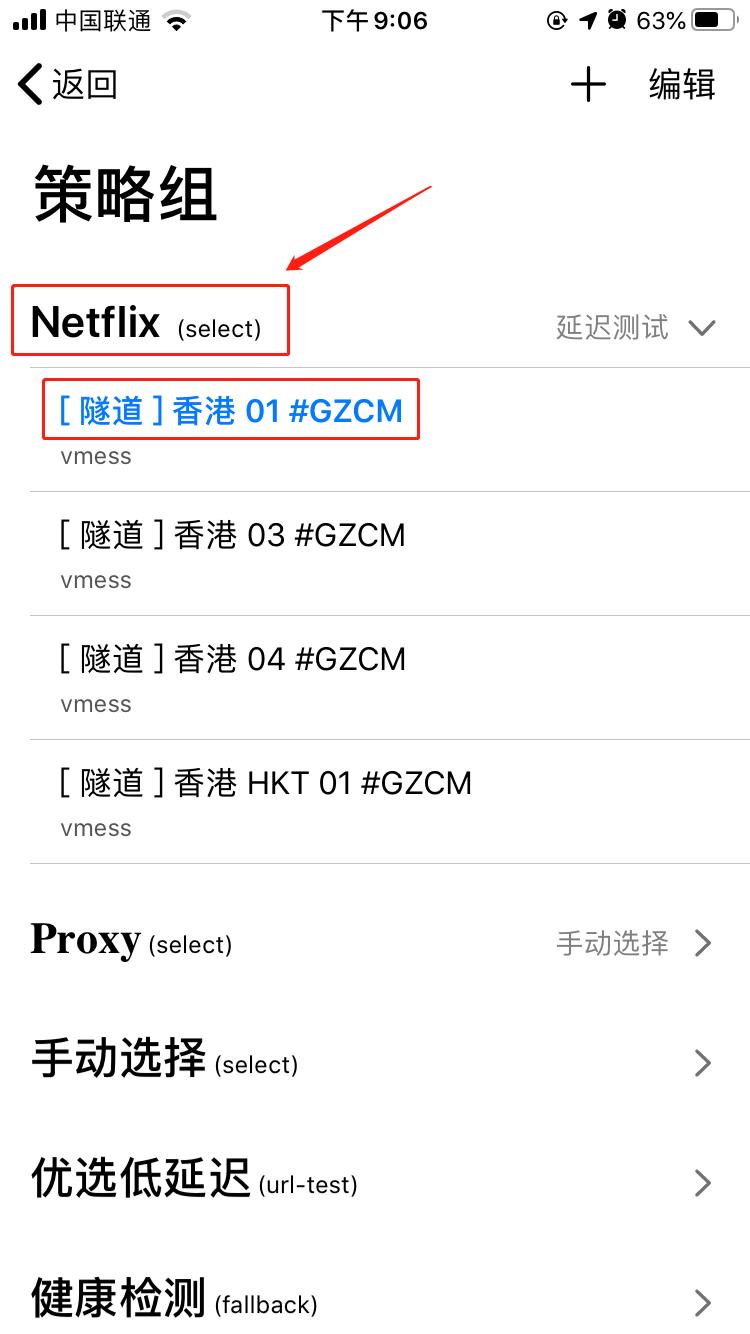 中国联通 下午9:06 63%
返回 编辑
策略组
Netflix (select) 延迟测试
[ 隧道 ] 香港 01 #GZCM
vmess
[ 隧道 ] 香港 03 #GZCM
vmess
[ 隧道 ] 香港 04 #GZCM
vmess
[ 隧道 ] 香港 HKT 01 #GZCM
vmess
Proxy (select) 手动选择
手动选择 (select)
优选低延迟 (url-test)
健康检测 (fallback)